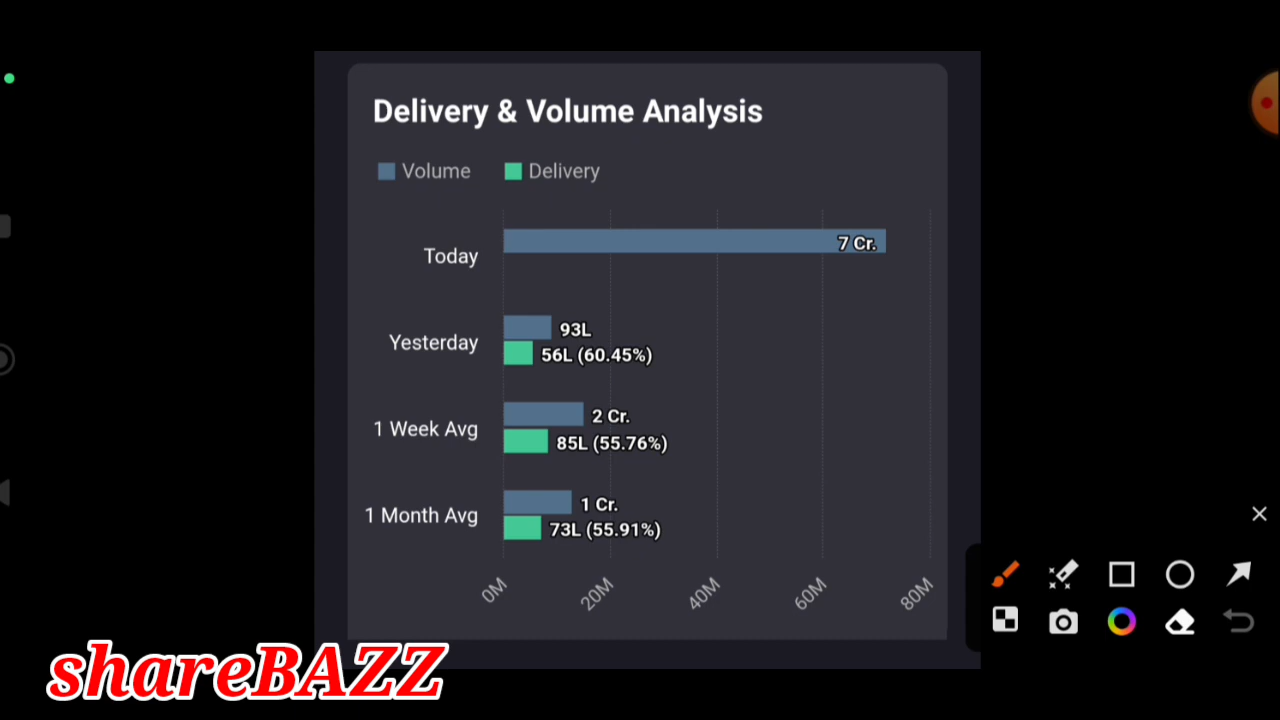 Delivery & Volume Analysis
Volume Delivery
Today 7 Cr.
Yesterday 93L
56L (60.45%)
1 Week Avg 2 Cr.
85L (55.76%)
1 Month Avg 1 Cr.
73L (55.91%)
0M 20M 40M 60M 80M
shareBAZZ